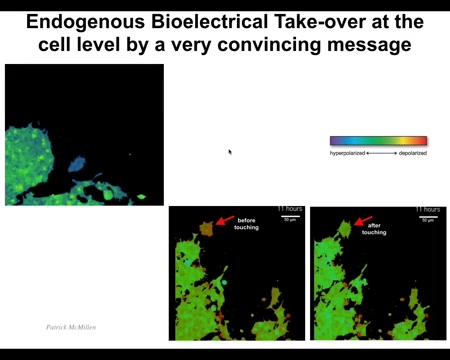 Endogenous Bioelectrical Take-over at the
cell level by a very convincing message
hyperpolarized
depolarized
11 hours
50 µm
before
touching
11 hours
50 µm
after
touching
Patrick McMillen